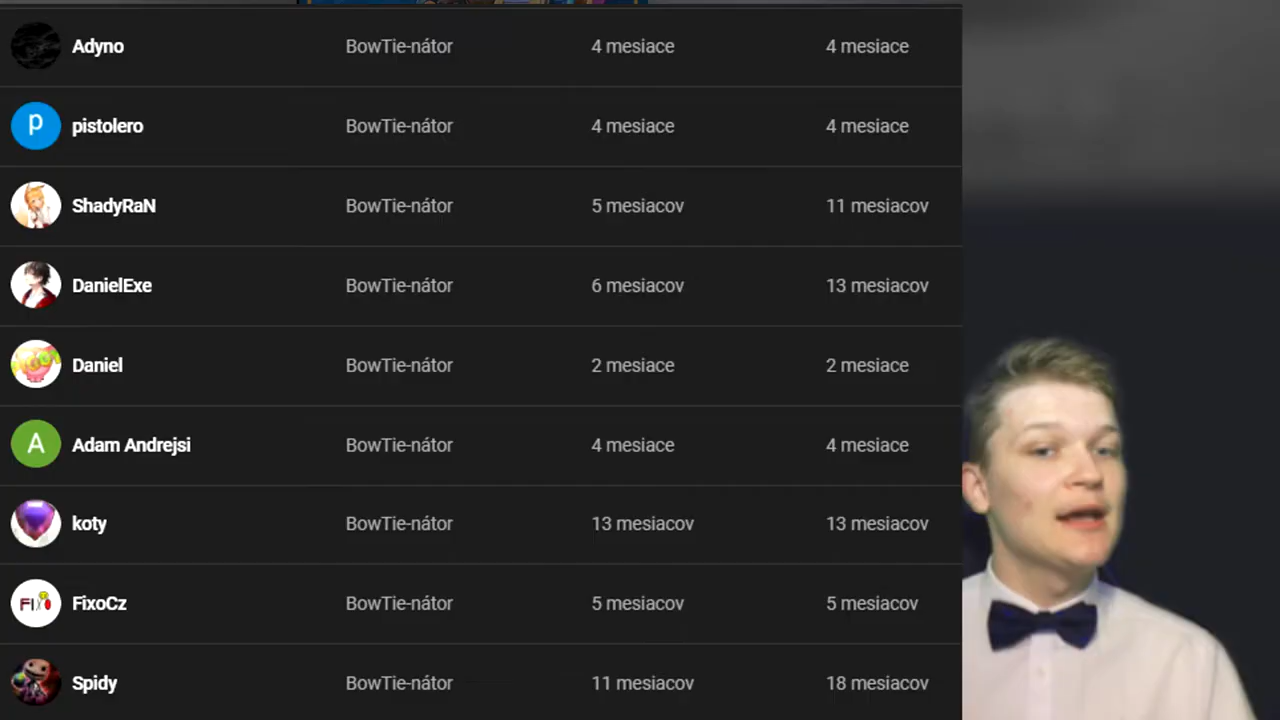 Adyno BowTie-nátor 4 mesiace 4 mesiace
p pistolero BowTie-nátor 4 mesiace 4 mesiace
ShadyRaN BowTie-nátor 5 mesiacov 11 mesiacov
DanielExe BowTie-nátor 6 mesiacov 13 mesiacov
Daniel BowTie-nátor 2 mesiace 2 mesiace
A Adam Andrejsi BowTie-nátor 4 mesiace 4 mesiace
koty BowTie-nátor 13 mesiacov 13 mesiacov
FIXO FixoCz BowTie-nátor 5 mesiacov 5 mesiacov
Spidy BowTie-nátor 11 mesiacov 18 mesiacov